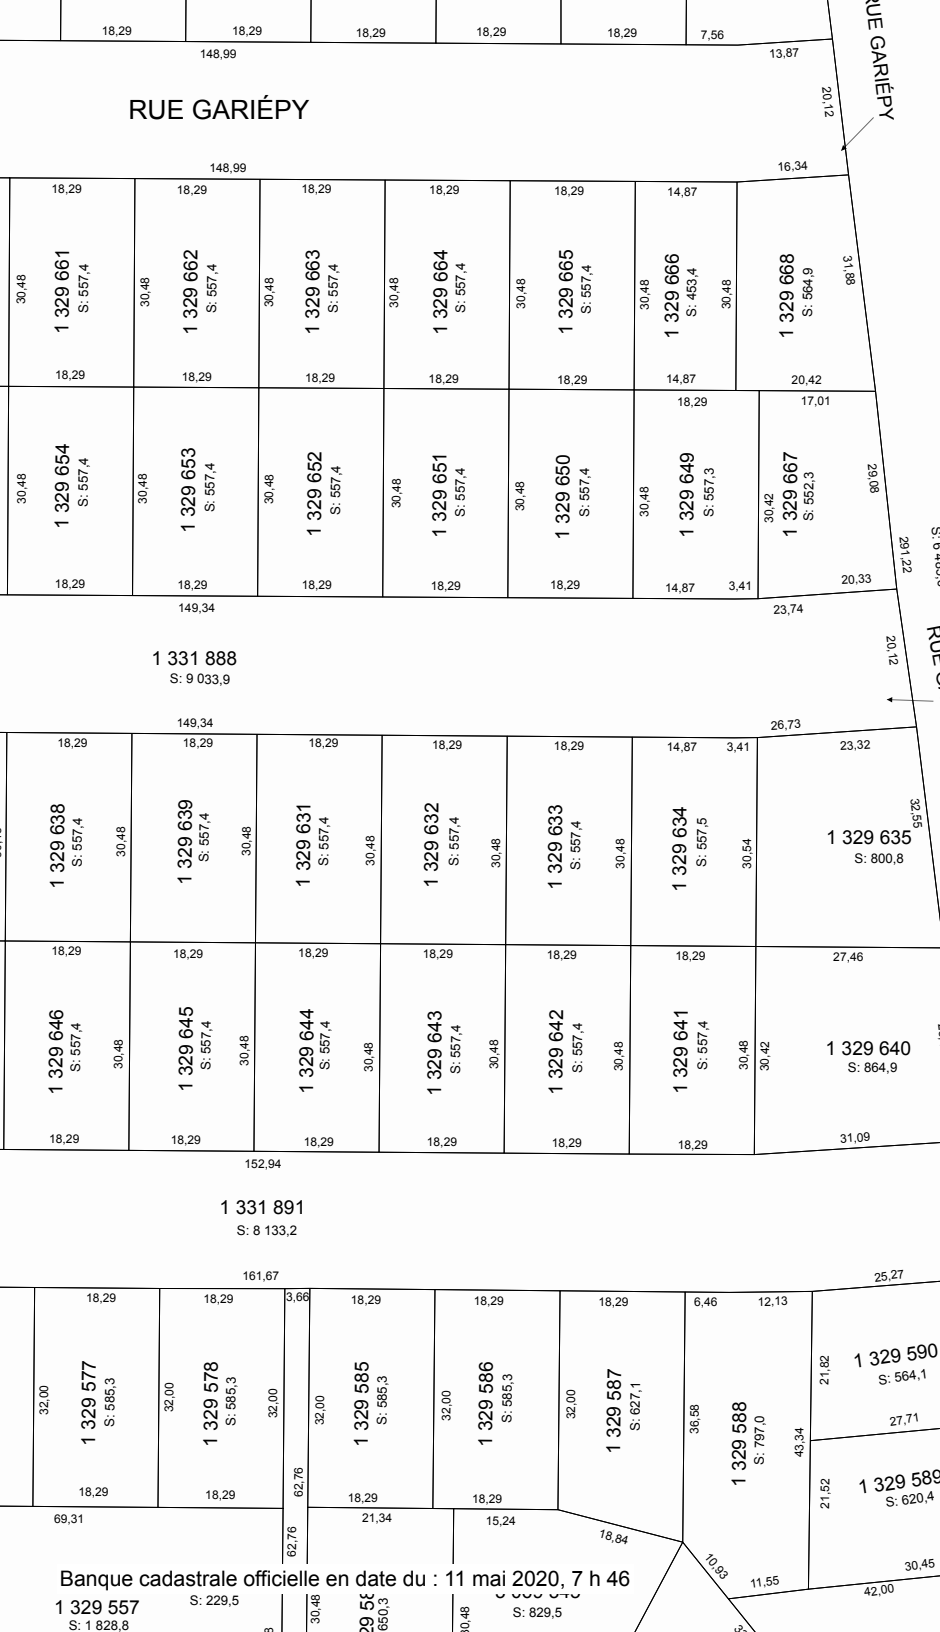 18,29 18,29 18,29 18,29 18,29 7,56
148,99 13,87
RUE GARIÉPY
20,12
RUE GARIÉPY
148,99 16,34
18,29 18,29 18,29 18,29 18,29 14,87
30,48 1 329 661 S: 557,4
30,48 1 329 662 S: 557,4
30,48 1 329 663 S: 557,4
30,48 1 329 664 S: 557,4
30,48 1 329 665 S: 557,4
30,48 1 329 666 S: 453,4
30,48 1 329 668 S: 564,9
31,88
18,29 18,29 18,29 18,29 18,29 14,87 20,42
18,29 17,01
30,48 1 329 654 S: 557,4
30,48 1 329 653 S: 557,4
30,48 1 329 652 S: 557,4
30,48 1 329 651 S: 557,4
30,48 1 329 650 S: 557,4
30,48 1 329 649 S: 557,3
30,42 1 329 667 S: 552,3
29,08
291,22
18,29 18,29 18,29 18,29 18,29 14,87 3,41 20,33
149,34 23,74
1 331 888
S: 9 033,9
20,12
149,34 26,73
18,29 18,29 18,29 18,29 18,29 14,87 3,41 23,32
1 329 638 S: 557,4 30,48
1 329 639 S: 557,4 30,48
1 329 631 S: 557,4 30,48
1 329 632 S: 557,4 30,48
1 329 633 S: 557,4 30,48
1 329 634 S: 557,5 30,54
1 329 635
S: 800,8
32,55
18,29 18,29 18,29 18,29 18,29 18,29 27,46
1 329 646 S: 557,4 30,48
1 329 645 S: 557,4 30,48
1 329 644 S: 557,4 30,48
1 329 643 S: 557,4 30,48
1 329 642 S: 557,4 30,48
1 329 641 S: 557,4 30,48
30,42
1 329 640
S: 864,9
18,29 18,29 18,29 18,29 18,29 18,29 31,09
152,94
1 331 891
S: 8 133,2
161,67 25,27
18,29 18,29 3,66 18,29 18,29 18,29 6,46 12,13
32,00 1 329 577 S: 585,3
32,00 1 329 578 S: 585,3 32,00
62,76
32,00 1 329 585 S: 585,3
32,00 1 329 586 S: 585,3
32,00 1 329 587 S: 627,1
36,58 1 329 588 S: 797,0 43,34
21,82
1 329 590
S: 564,1
27,71
21,52
1 329 589
S: 620,4
18,29 18,29 18,29 18,29
69,31 62,76 21,34 15,24 18,84
10,93 11,55 30,45
42,00
Banque cadastrale officielle en date du : 11 mai 2020, 7 h 46
1 329 557
S: 1 828,8
S: 229,5
30,48
650,3
30,48
S: 829,5